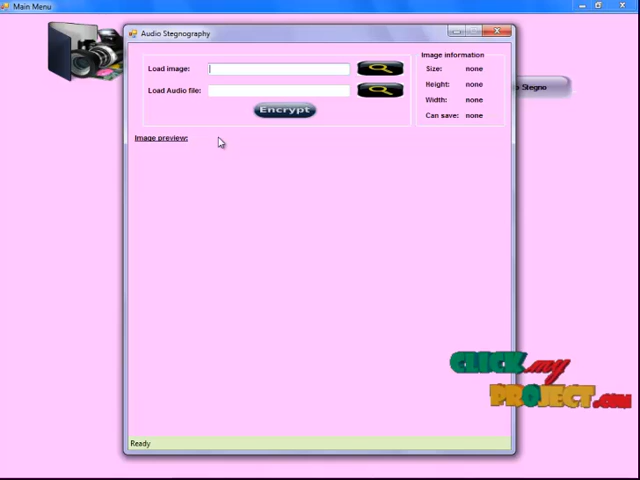 Main Menu
Audio Stegnography
Load image:
Load Audio file:
Encrypt
Image information
Size: none
Height: none
Width: none
Can save: none
Stegno
Image preview:
CLICK my
PROJECT.COM
Ready